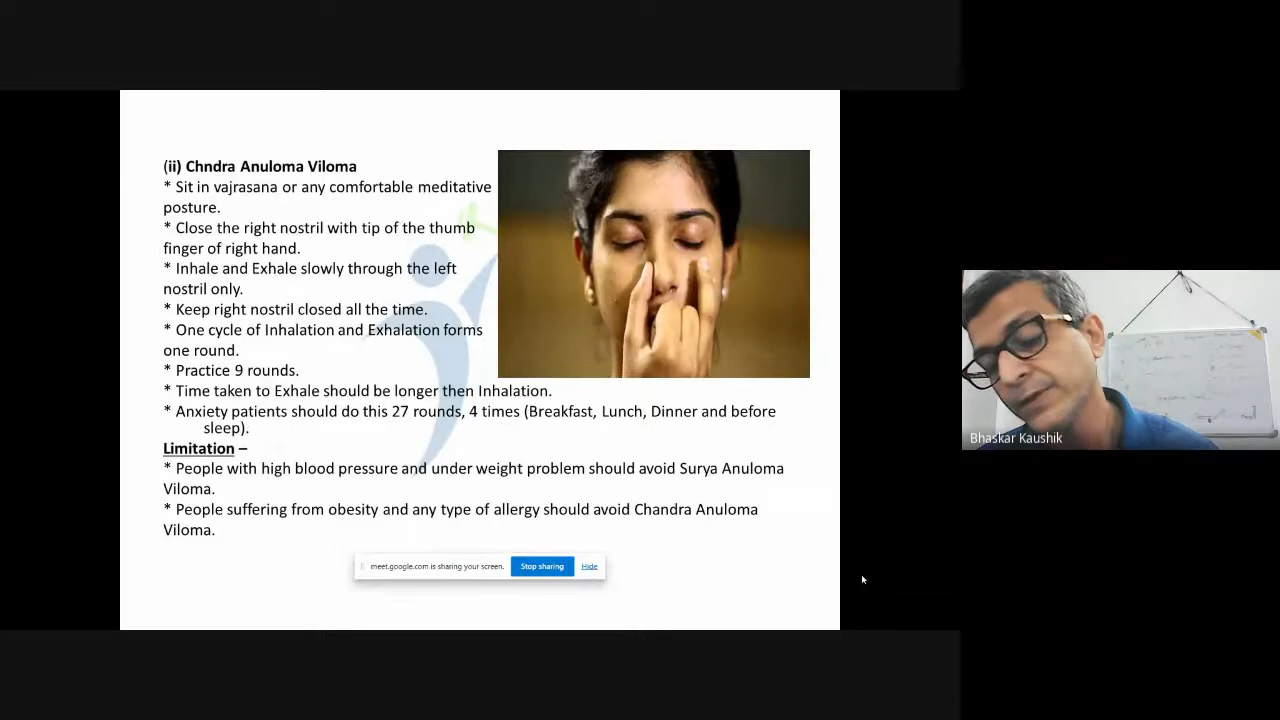 (ii) Chndra Anuloma Viloma
* Sit in vajrasana or any comfortable meditative
posture.
* Close the right nostril with tip of the thumb
finger of right hand.
* Inhale and Exhale slowly through the left
nostril only.
* Keep right nostril closed all the time.
* One cycle of Inhalation and Exhalation forms
one round.
* Practice 9 rounds.
* Time taken to Exhale should be longer then Inhalation.
* Anxiety patients should do this 27 rounds, 4 times (Breakfast, Lunch, Dinner and before
sleep).
Limitation –
* People with high blood pressure and under weight problem should avoid Surya Anuloma
Viloma.
* People suffering from obesity and any type of allergy should avoid Chandra Anuloma
Viloma.
meet.google.com is sharing your screen. Stop sharing Hide
Bhaskar Kaushik